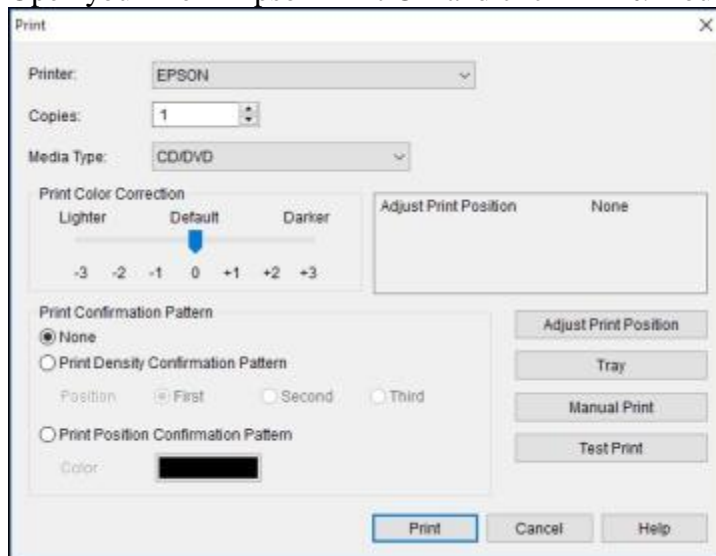 Print
Printer: EPSON
Copies: 1
Media Type: CD/DVD
Print Color Correction
Lighter Default Darker
-3 -2 -1 0 +1 +2 +3
Adjust Print Position None
Print Confirmation Pattern
None
Print Density Confirmation Pattern
Position First Second Third
Print Position Confirmation Pattern
Color
Adjust Print Position
Tray
Manual Print
Test Print
Print Cancel Help